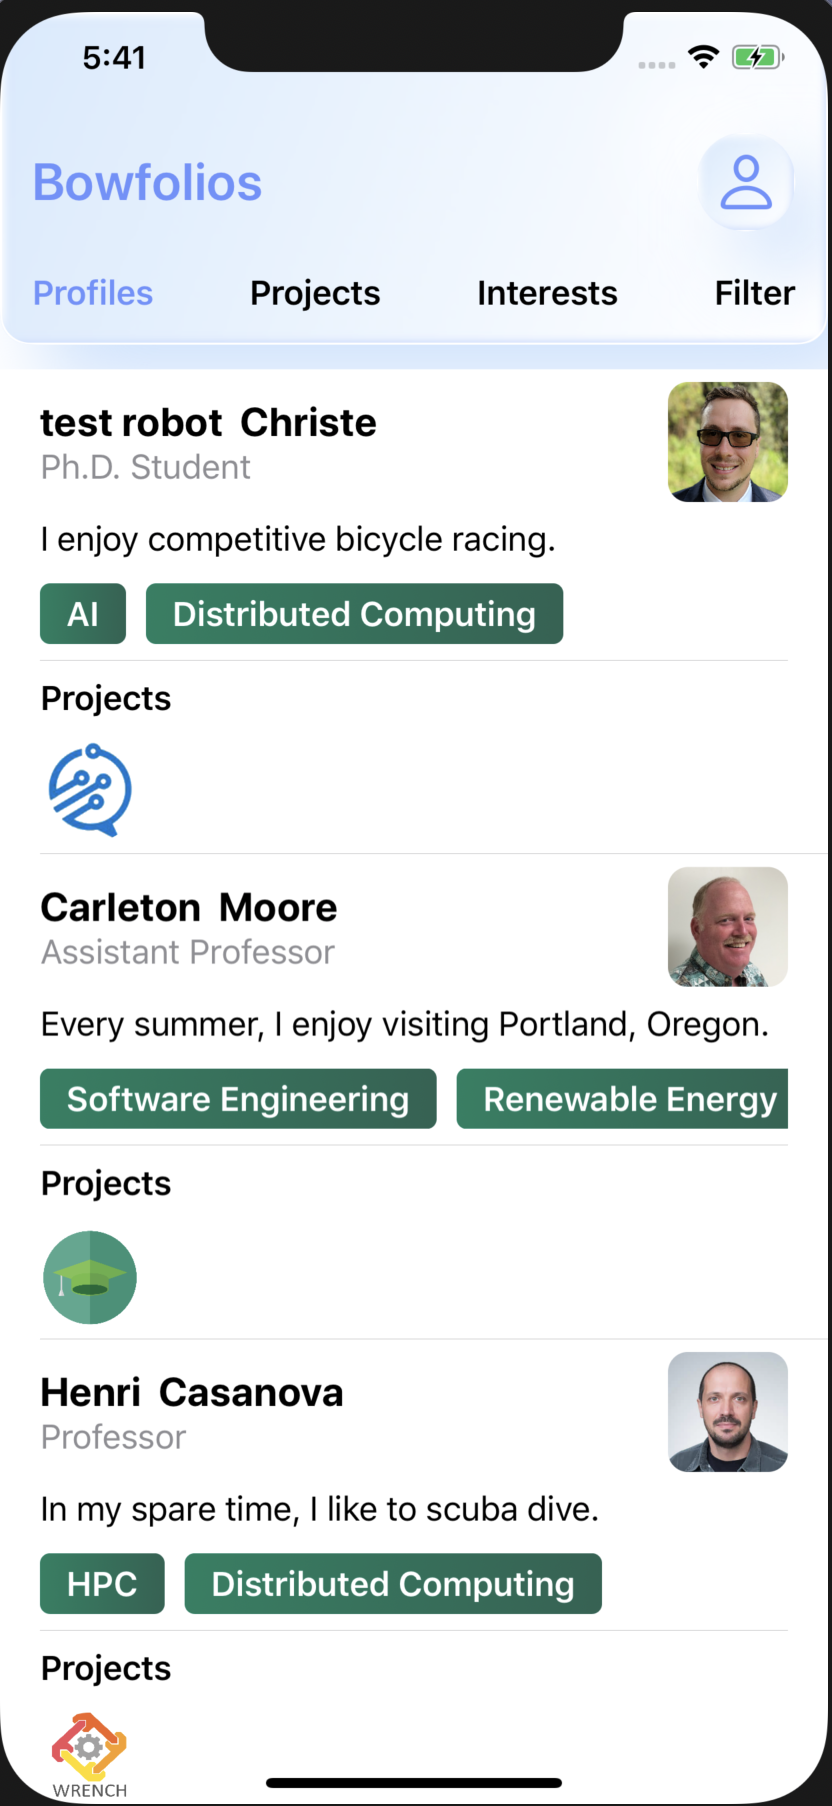 5:41
Bowfolios
Profiles Projects Interests Filter
test robot Christe
Ph.D. Student
I enjoy competitive bicycle racing.
AI Distributed Computing
Projects
Carleton Moore
Assistant Professor
Every summer, I enjoy visiting Portland, Oregon.
Software Engineering Renewable Energy
Projects
Henri Casanova
Professor
In my spare time, I like to scuba dive.
HPC Distributed Computing
Projects
WRENCH